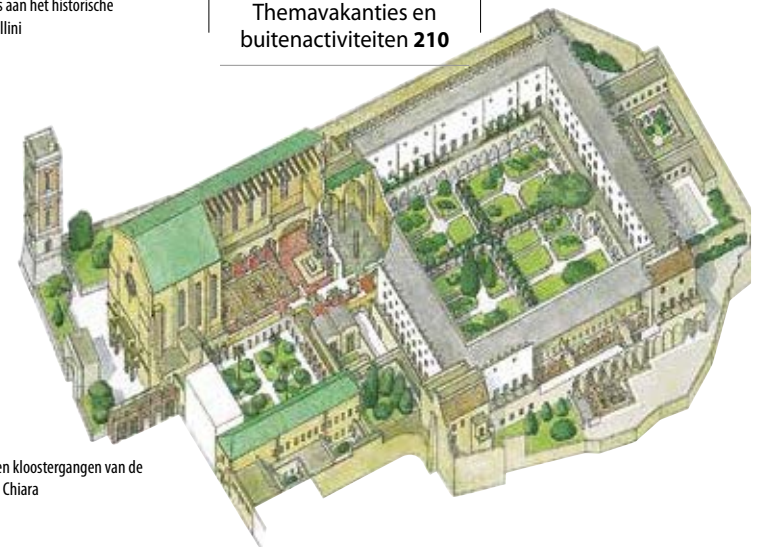 s aan het historische
llini
Themavakanties en
buitenactiviteiten 210
en kloostergangen van de
Chiara